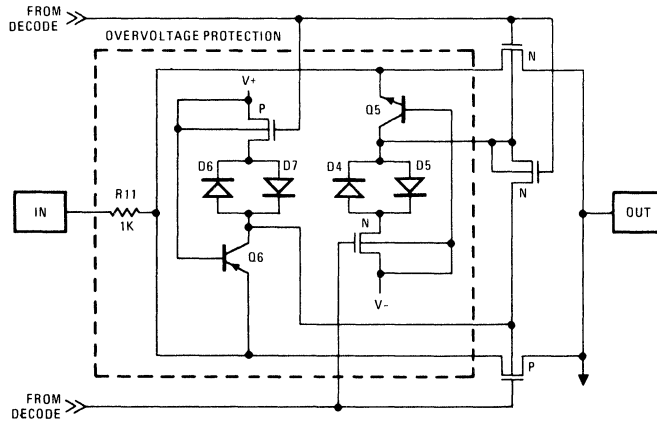 FROM
DECODE
OVERVOLTAGE PROTECTION
N
V+
P
Q5
D6
D7
D4
D5
N
R11
IN
1K
OUT
N
Q6
V-
P
FROM
DECODE